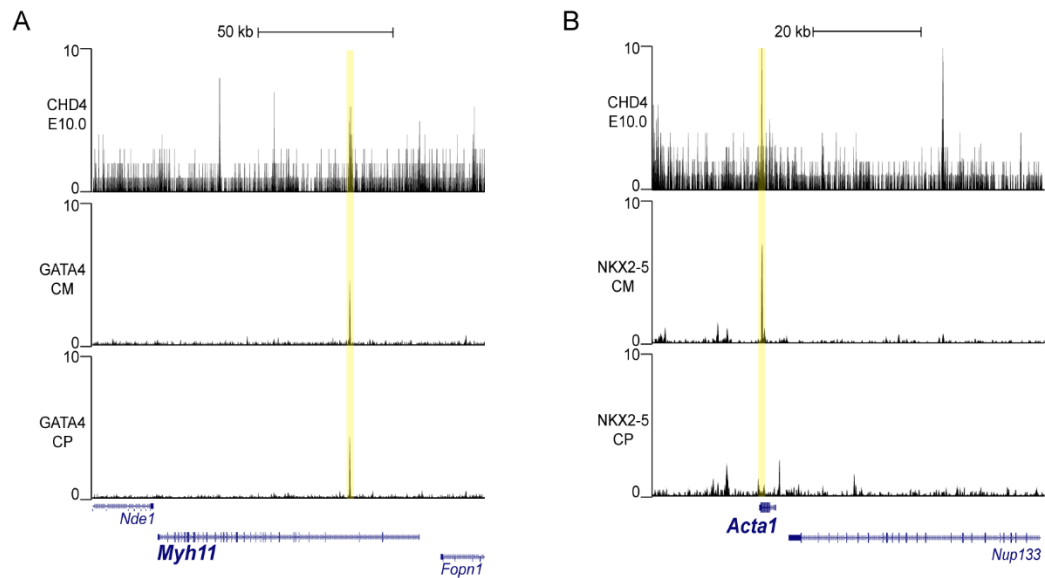 A
50 kb
10
CHD4
E10.0
0
10
GATA4
CM
0
10
GATA4
CP
0
Nde1
Myh11
Fopn1
B
20 kb
10
CHD4
E10.0
0
10
NKX2-5
CM
0
10
NKX2-5
CP
0
Acta1
Nup133